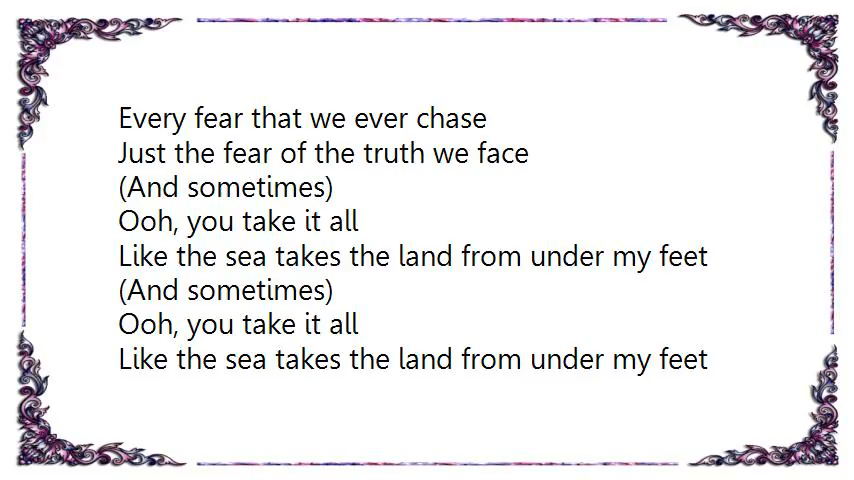 Every fear that we ever chase
Just the fear of the truth we face
(And sometimes)
Ooh, you take it all
Like the sea takes the land from under my feet
(And sometimes)
Ooh, you take it all
Like the sea takes the land from under my feet